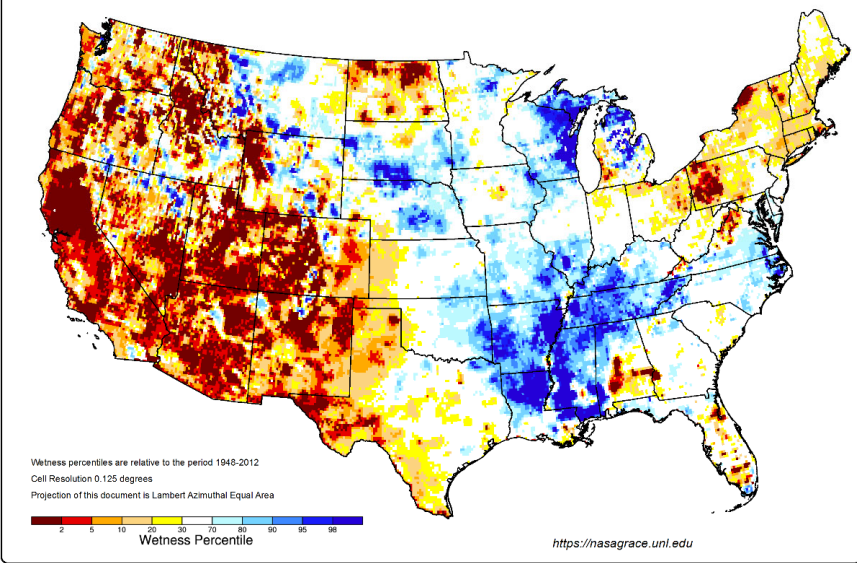 Wetness percentiles are relative to the period 1948-2012
Cell Resolution 0.125 degrees
Projection of this document is Lambert Azimuthal Equal Area
2 5 10 20 30 70 80 90 95 98
Wetness Percentile
https://nasagrace.unl.edu